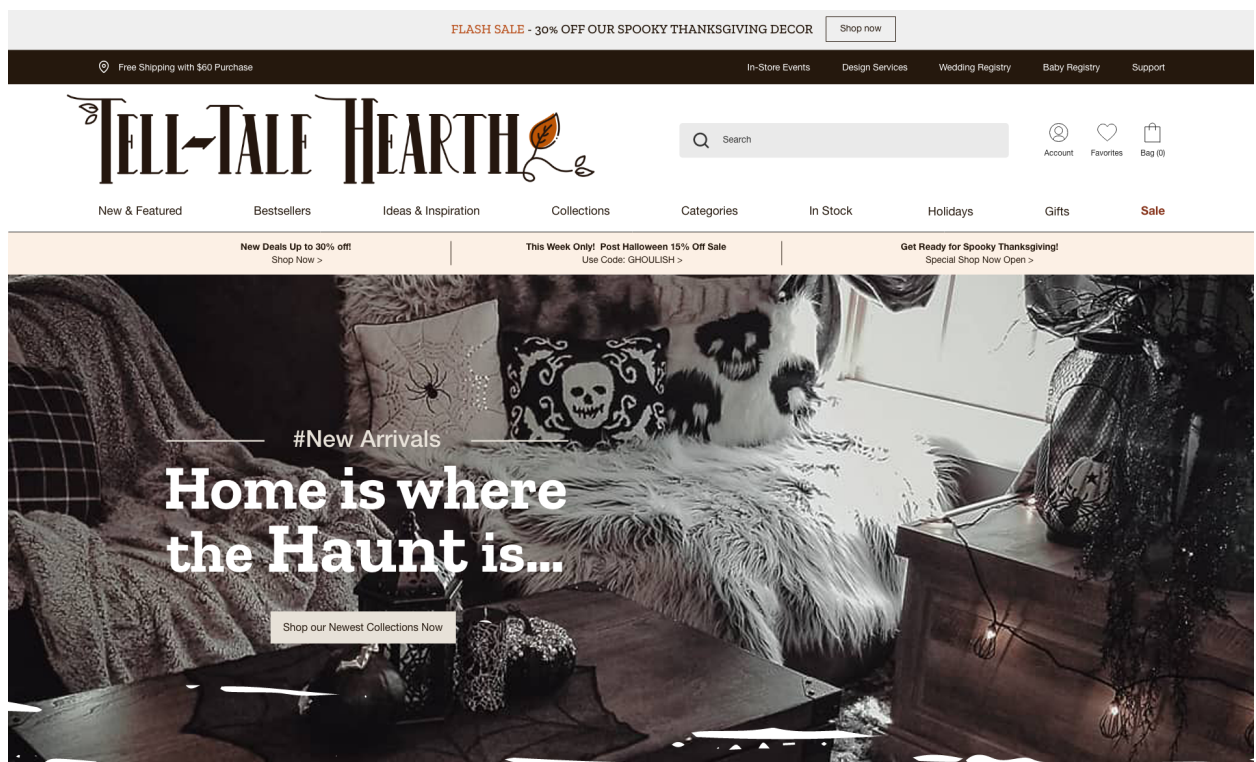 FLASH SALE - 30% OFF OUR SPOOKY THANKSGIVING DECOR
Shop now
Free Shipping with $60 Purchase
In-Store Events
Design Services
Wedding Registry
Baby Registry
Support
TELL-TALE HEARTH
Search
Account
Favorites
Bag (0)
New & Featured
Bestsellers
Ideas & Inspiration
Collections
Categories
In Stock
Holidays
Gifts
Sale
New Deals Up to 30% off!
Shop Now >
This Week Only! Post Halloween 15% Off Sale
Use Code: GHOULISH >
Get Ready for Spooky Thanksgiving!
Special Shop Now Open >
#New Arrivals
Home is where
the Haunt is...
Shop our Newest Collections Now